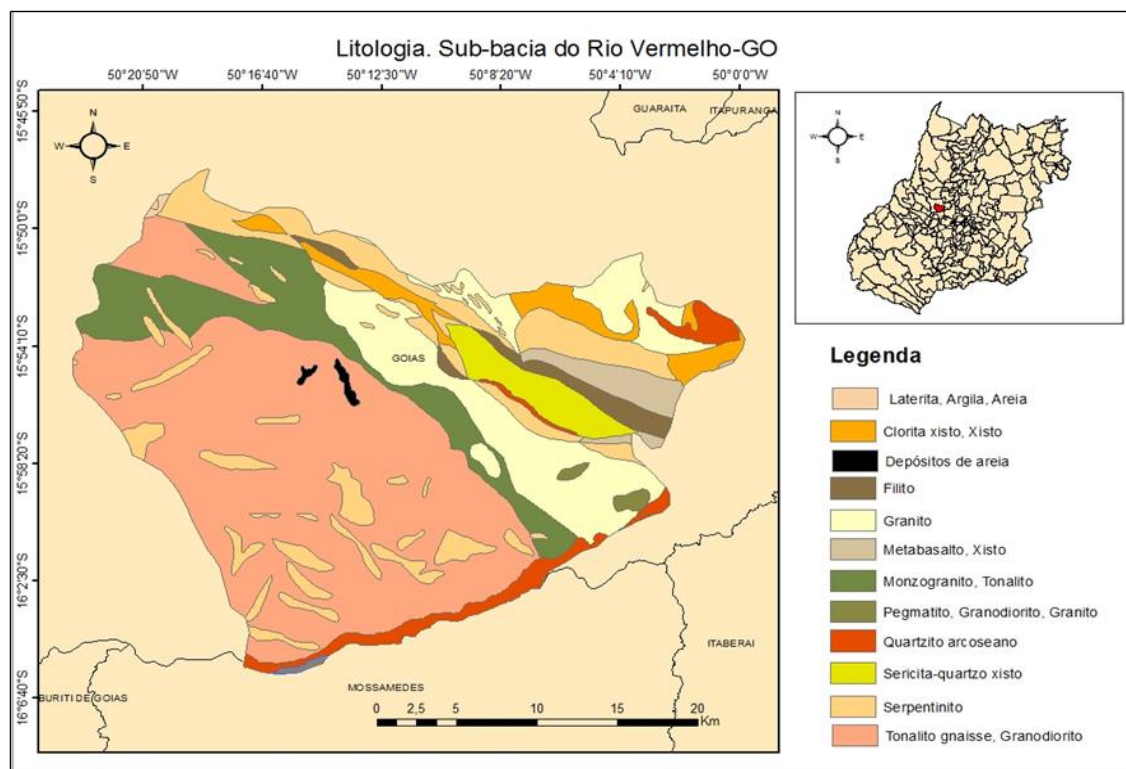 Litologia. Sub-bacia do Rio Vermelho-GO
50°20'50"W 50°16'40"W 50°12'30"W 50°8'20"W 50°4'10"W 50°0'0"W
15°45'50"S
15°50'0"S
15°54'10"S
15°58'20"S
16°2'30"S
16°6'40"S
N
W E
S
GUARAITA
ITAPURANGA
GOIAS
ITABERAI
MOSSAMEDES
BURITI DE GOIAS
0 2,5 5 10 15 20
Km
N
W E
S
Legenda
Laterita, Argila, Areia
Clorita xisto, Xisto
Depósitos de areia
Filito
Granito
Metabasalto, Xisto
Monzogranito, Tonalito
Pegmatito, Granodiorito, Granito
Quartzito arcoseano
Sericita-quartzo xisto
Serpentinito
Tonalito gnaisse, Granodiorito